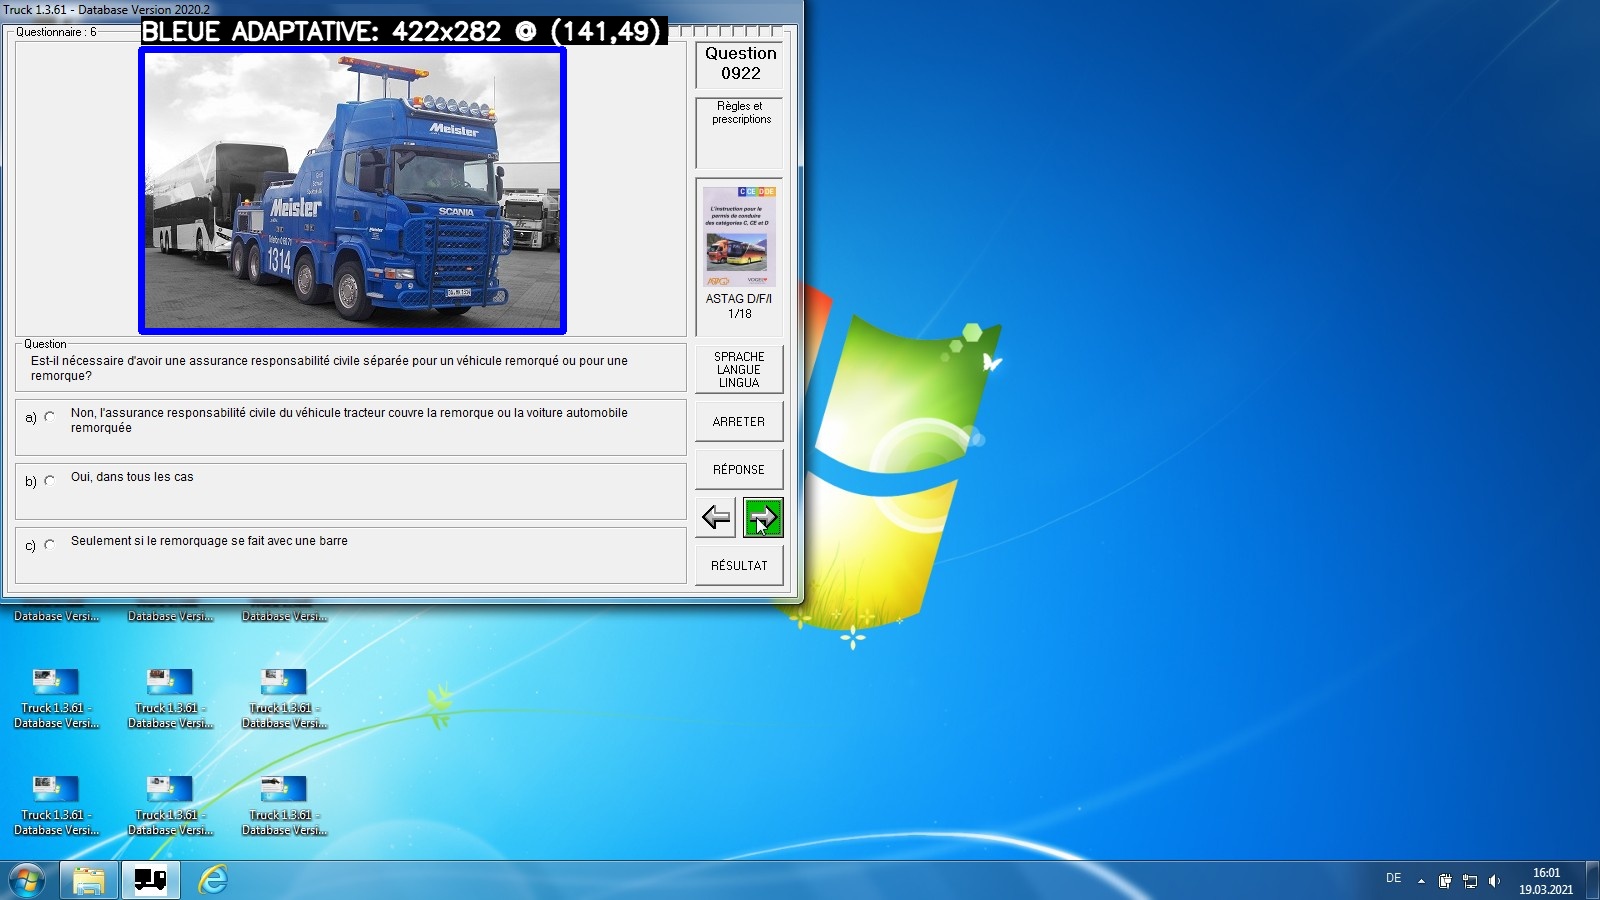 Truck 1.3.61 - Database Version 2020.2
Questionnaire : 6
BLEUE ADAPTATIVE: 422x282 @ (141,49)
Meister
SCANIA
Meister
Meister
1314
Question
0922
Règles et
prescriptions
C CE D DE
L'instruction pour le
permis de conduire
des catégories C, CE et D
ASTAG D/F/I
1/18
Question
Est-il nécessaire d'avoir une assurance responsabilité civile séparée pour un véhicule remorqué ou pour une
remorque?
a)
Non, l'assurance responsabilité civile du véhicule tracteur couvre la remorque ou la voiture automobile
remorquée
b)
Oui, dans tous les cas
c)
Seulement si le remorquage se fait avec une barre
SPRACHE
LANGUE
LINGUA
ARRETER
RÉPONSE
RÉSULTAT
Database Versi...
Database Versi...
Database Versi...
Truck 1.3.61 -
Database Versi...
Truck 1.3.61 -
Database Versi...
Truck 1.3.61 -
Database Versi...
Truck 1.3.61 -
Database Versi...
Truck 1.3.61 -
Database Versi...
Truck 1.3.61 -
Database Versi...
DE
16:01
19.03.2021